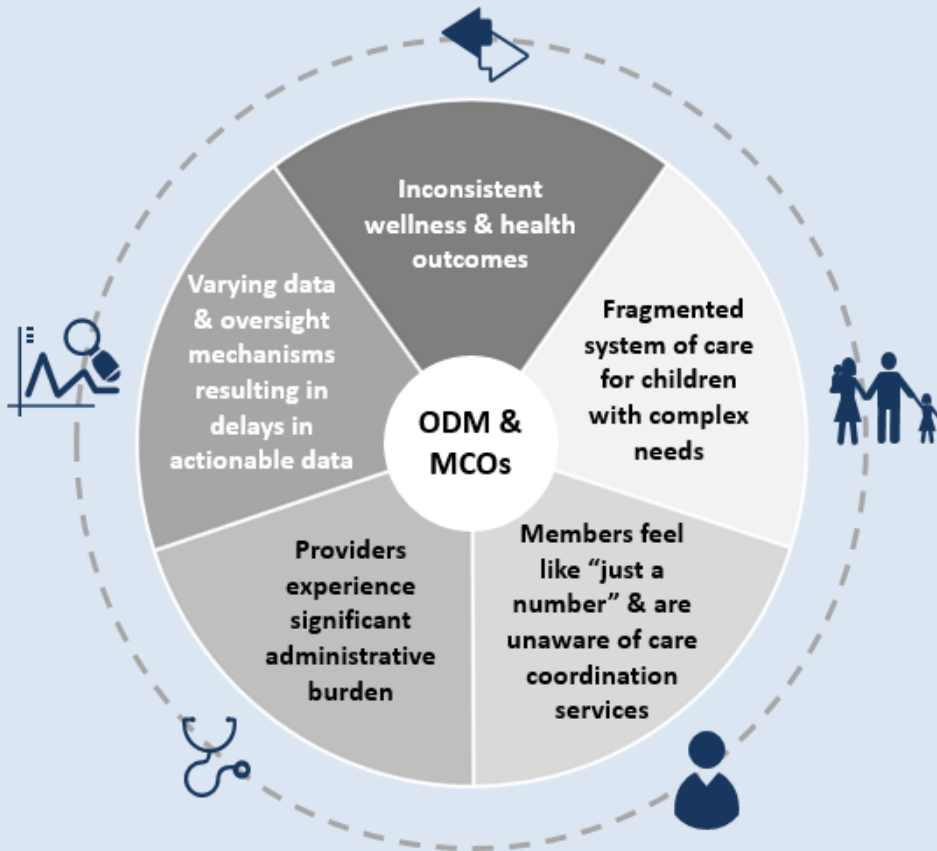 Inconsistent
wellness & health
outcomes
Fragmented
system of care
for children
with complex
needs
Members feel
like “just a
number” & are
unaware of care
coordination
services
Providers
experience
significant
administrative
burden
Varying data
& oversight
mechanisms
resulting in
delays in
actionable data
ODM &
MCOs